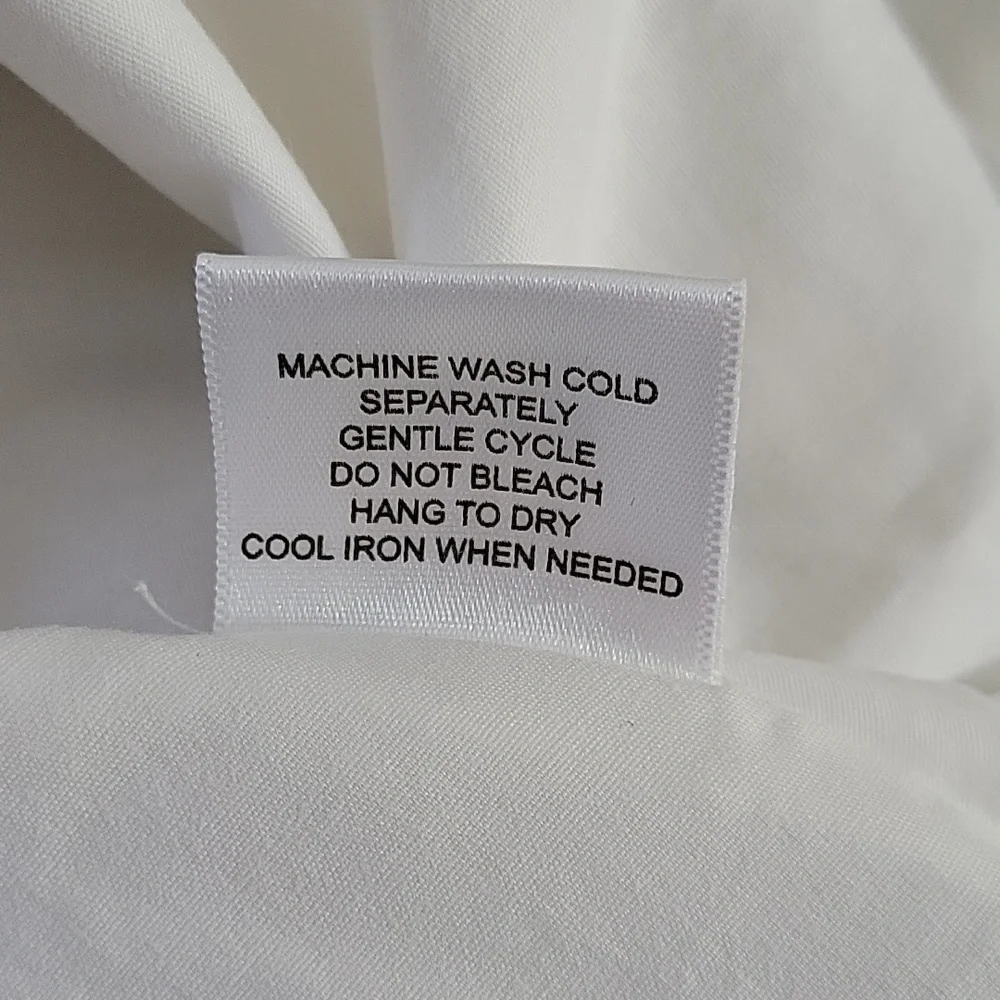 MACHINE WASH COLD
SEPARATELY
GENTLE CYCLE
DO NOT BLEACH
HANG TO DRY
COOL IRON WHEN NEEDED